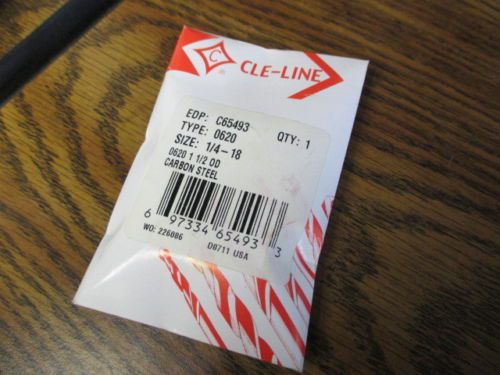 C
CLE-LINE
EDP: C65493
TYPE: 0620 QTY: 1
SIZE: 1/4-18
0620 1 1/2 OD
CARBON STEEL
6 97334 65493 3
WO: 226086 D0711 USA